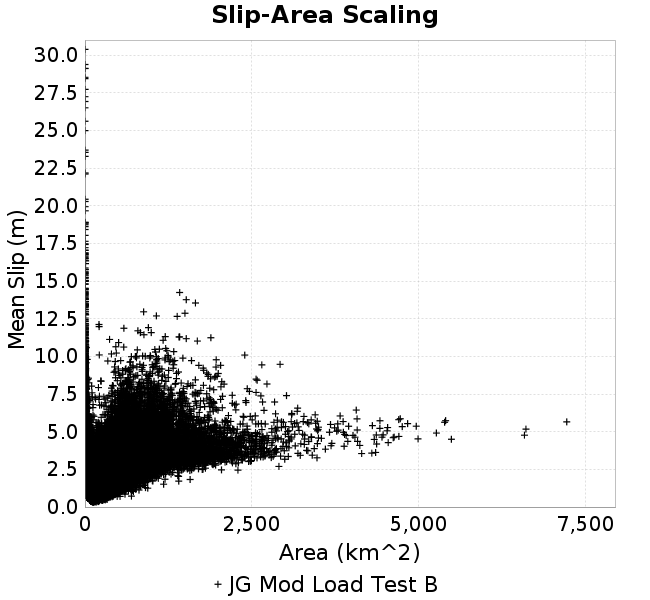 Slip-Area Scaling
30.0
27.5
25.0
22.5
20.0
17.5
15.0
12.5
10.0
7.5
5.0
2.5
0.0
Mean Slip (m)
0 2,500 5,000 7,500
Area (km^2)
JG Mod Load Test B